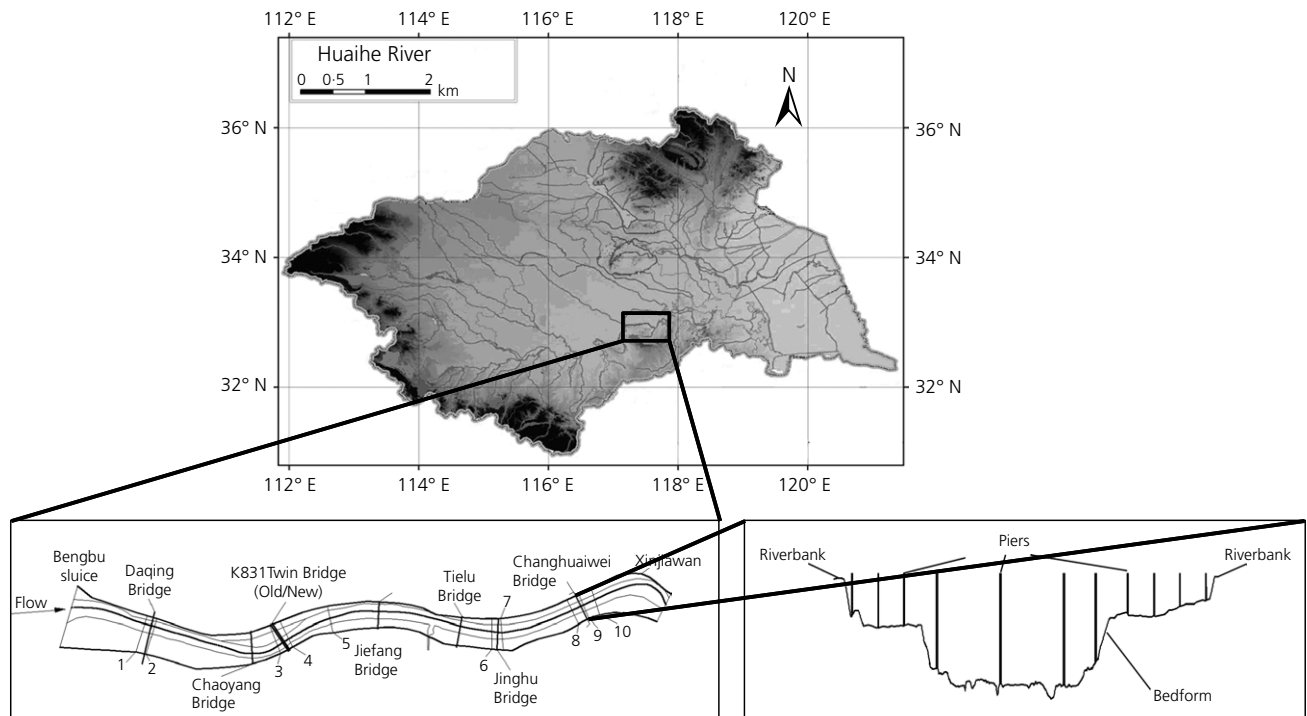 112° E 114° E 116° E 118° E 120° E
Huaihe River
0 0·5 1 2
km
N
36° N 36° N
34° N 34° N
32° N 32° N
112° E 114° E 116° E 118° E 120° E
Bengbu
sluice
Daqing
Bridge
K831Twin Bridge
(Old/New)
Tielu
Bridge
Changhuaiwei
Bridge
Xinjiawan
Flow
1 2
Chaoyang
Bridge
3 4
5
Jiefang
Bridge
6
7
Jinghu
Bridge
8 9 10
Riverbank
Piers
Riverbank
Bedform